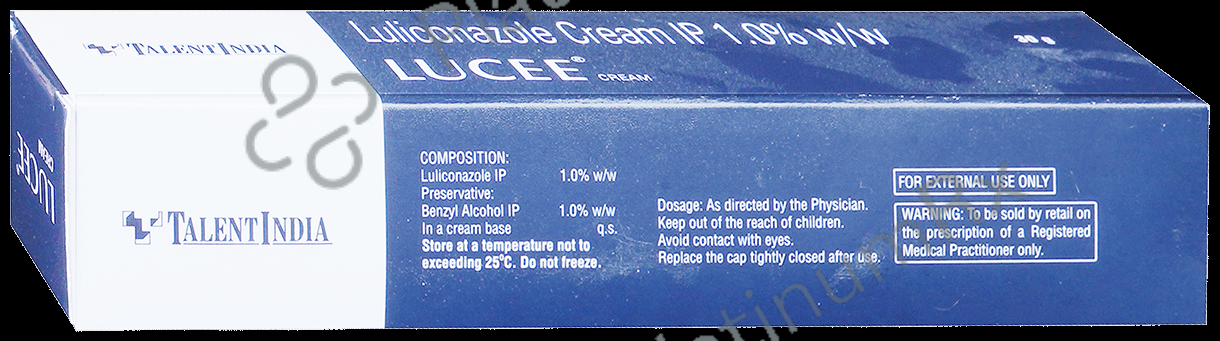 TALENTINDIA
Luliconazole Cream IP 1.0% w/w
30 g
LUCEE® CREAM
LUCEE®
CREAM
TALENTINDIA
COMPOSITION:
Luliconazole IP 1.0% w/w
Preservative:
Benzyl Alcohol IP 1.0% w/w
In a cream base q.s.
Store at a temperature not to
exceeding 25°C. Do not freeze.
Dosage: As directed by the Physician.
Keep out of the reach of children.
Avoid contact with eyes.
Replace the cap tightly closed after use.
FOR EXTERNAL USE ONLY
WARNING: To be sold by retail on
the prescription of a Registered
Medical Practitioner only.